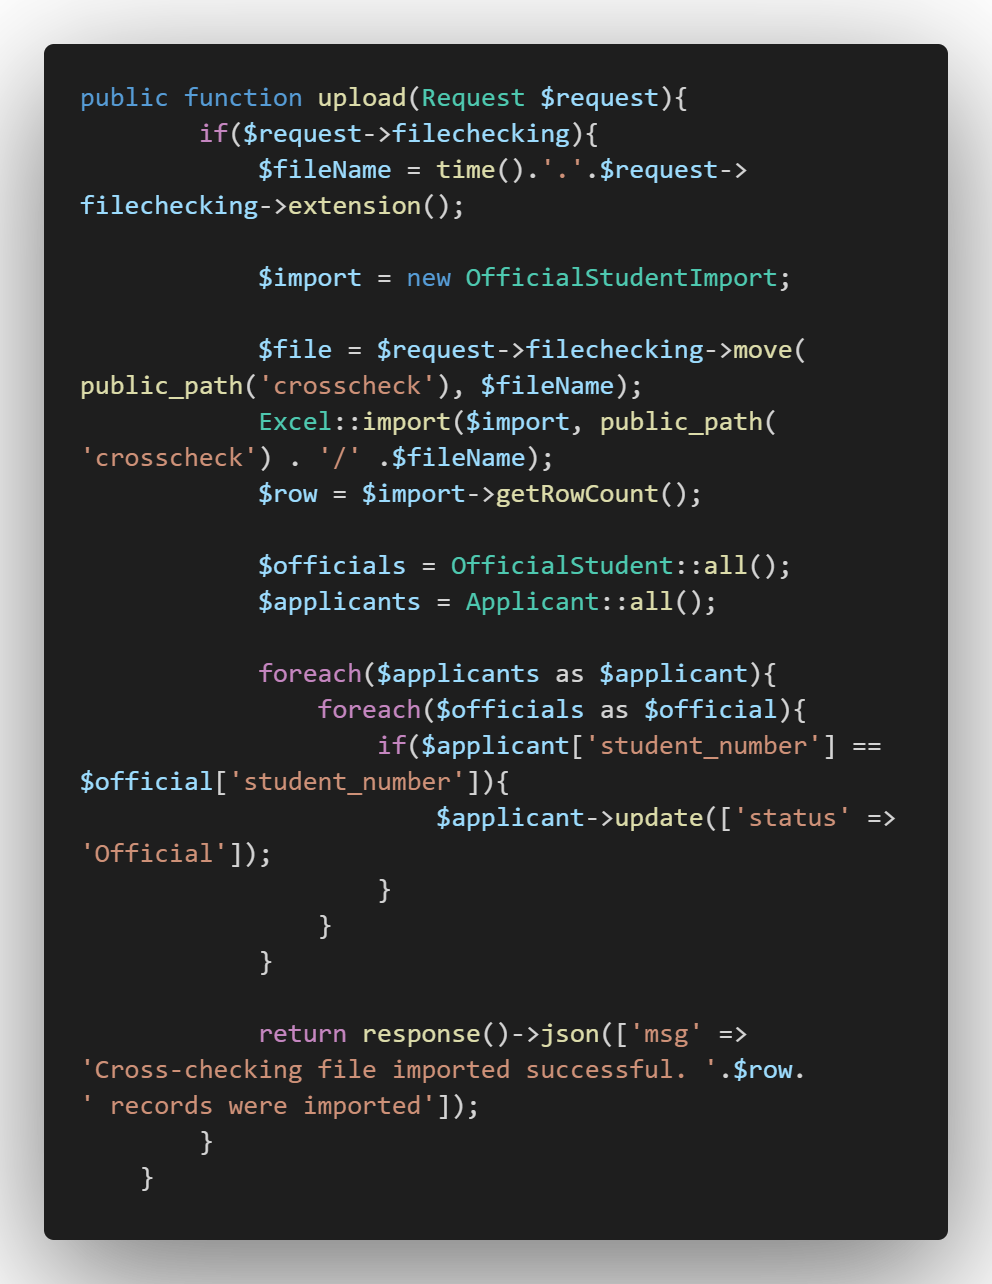 public function upload(Request $request){
        if($request->filechecking){
            $fileName = time().'.'.$request->
filechecking->extension();

            $import = new OfficialStudentImport;

            $file = $request->filechecking->move(
public_path('crosscheck'), $fileName);
            Excel::import($import, public_path(
'crosscheck') . '/' .$fileName);
            $row = $import->getRowCount();

            $officials = OfficialStudent::all();
            $applicants = Applicant::all();

            foreach($applicants as $applicant){
                foreach($officials as $official){
                    if($applicant['student_number'] ==
$official['student_number']){
                        $applicant->update(['status' =>
'Official']);
                    }
                }
            }

            return response()->json(['msg' =>
'Cross-checking file imported successful. '.$row.
' records were imported']);
        }
    }